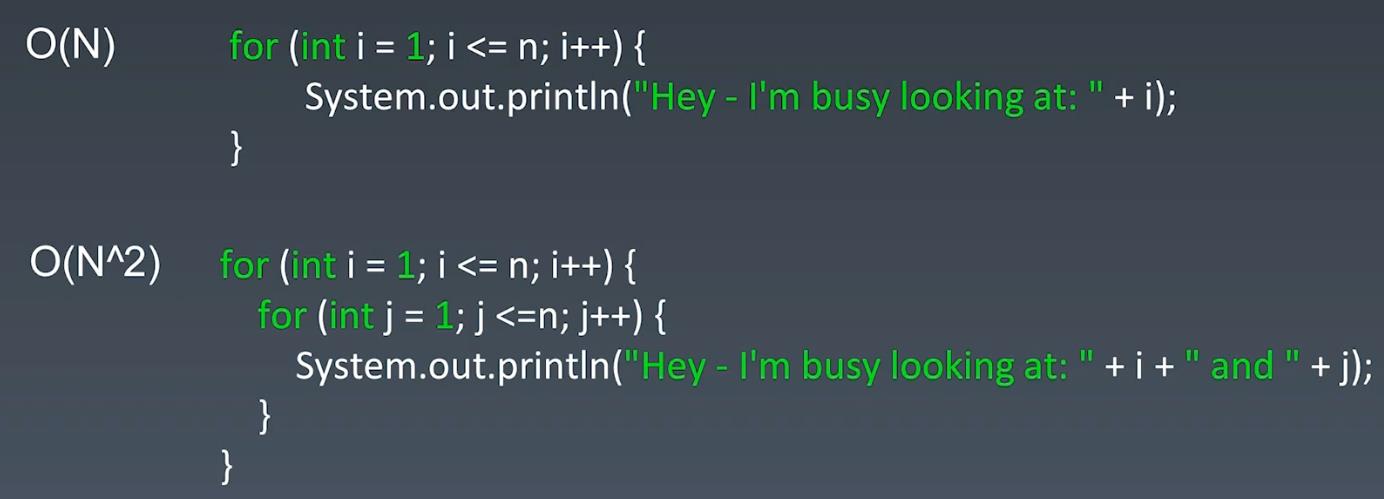 O(N) for (int i = 1; i <= n; i++) {
System.out.println("Hey - I'm busy looking at: " + i);
}
O(N^2) for (int i = 1; i <= n; i++) {
for (int j = 1; j <=n; j++) {
System.out.println("Hey - I'm busy looking at: " + i + " and " + j);
}
}